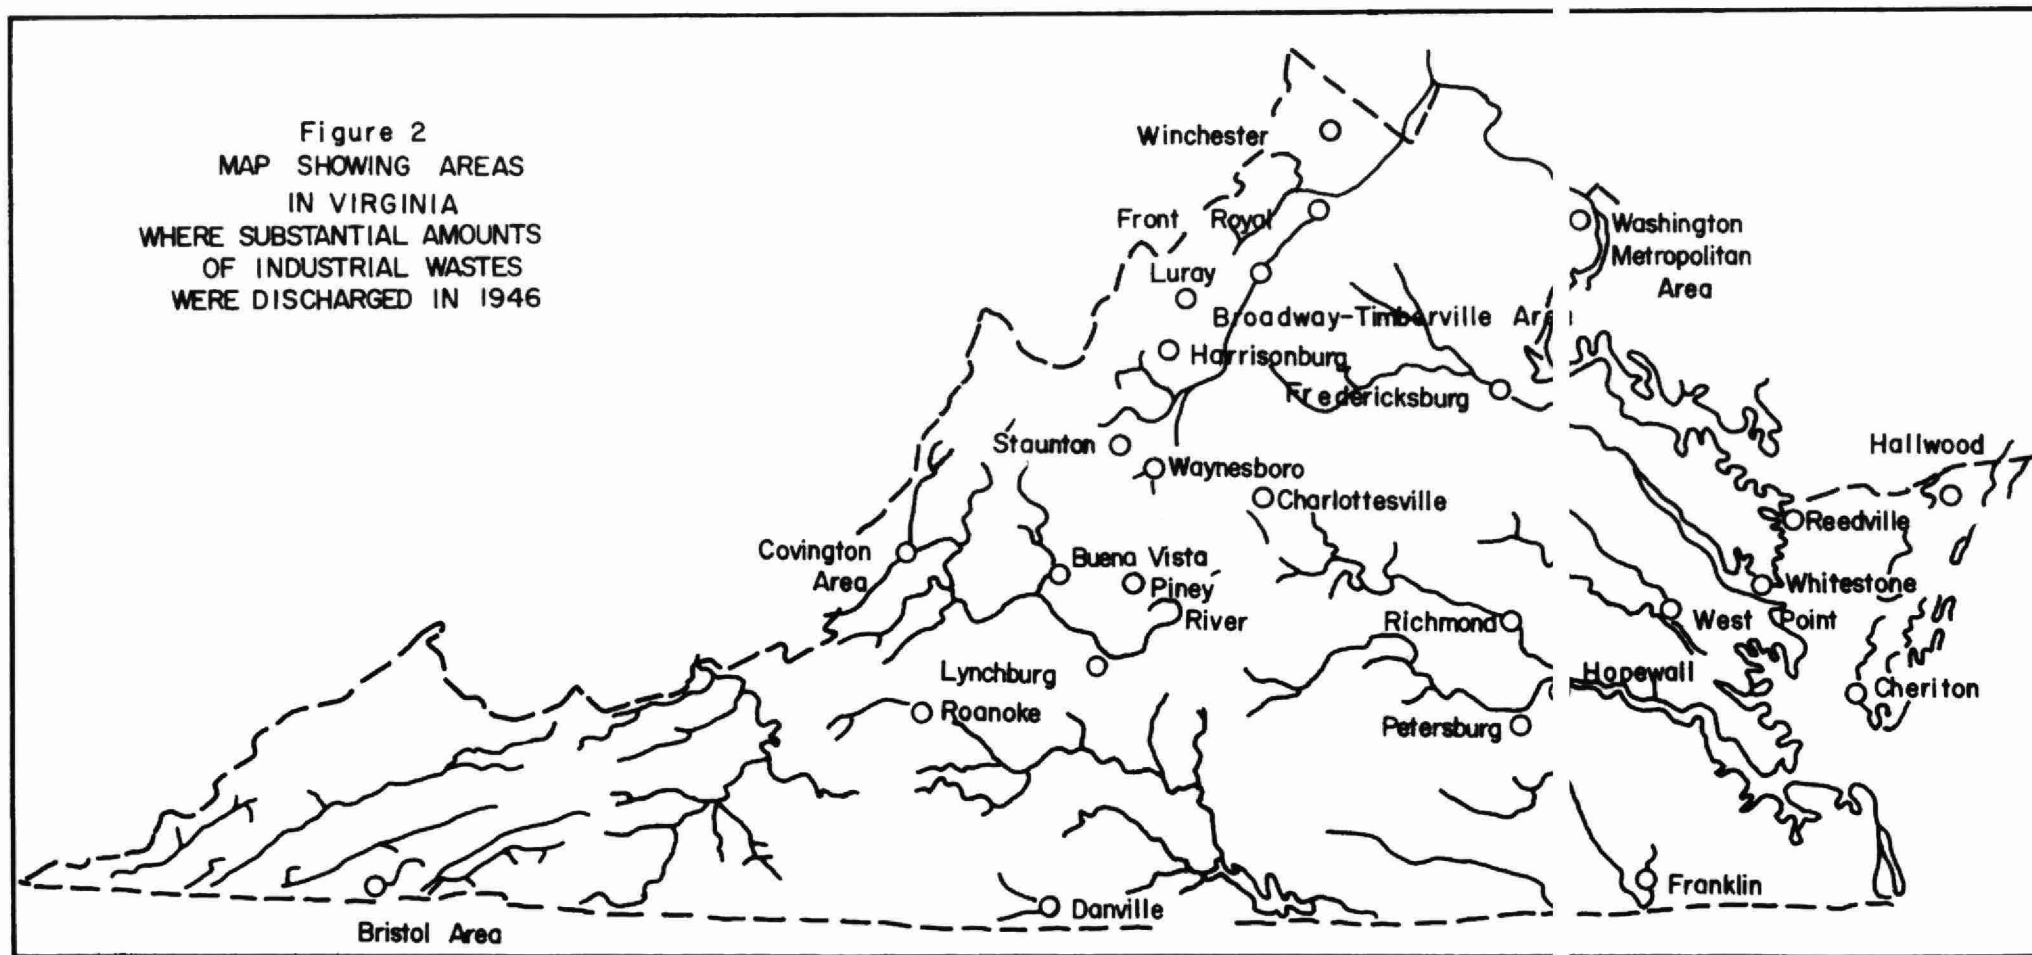 Figure 2
MAP SHOWING AREAS
IN VIRGINIA
WHERE SUBSTANTIAL AMOUNTS
OF INDUSTRIAL WASTES
WERE DISCHARGED IN 1946
Winchester
Front Royal
Washington
Metropolitan
Area
Luray
Broadway-Timberville Area
Harrisonburg
Fredericksburg
Staunton
Waynesboro
Hallwood
Charlottesville
Reedville
Covington
Area
Buena Vista
Piney
River
Whitestone
West Point
Richmond
Lynchburg
Hopewall
Cheriton
Roanoke
Petersburg
Franklin
Danville
Bristol Area